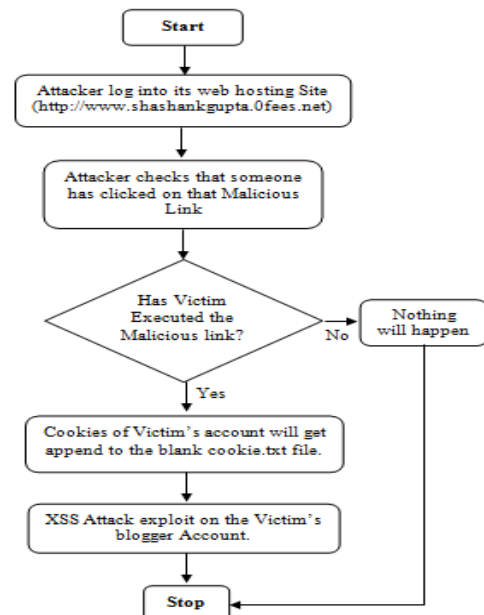 Start
Attacker log into its web hosting Site
(http://www.shashankgupta.0fees.net)
Attacker checks that someone
has clicked on that Malicious
Link
Has Victim
Executed the
Malicious link?
No
Nothing
will happen
Yes
Cookies of Victim's account will get
append to the blank cookie.txt file.
XSS Attack exploit on the Victim's
blogger Account.
Stop